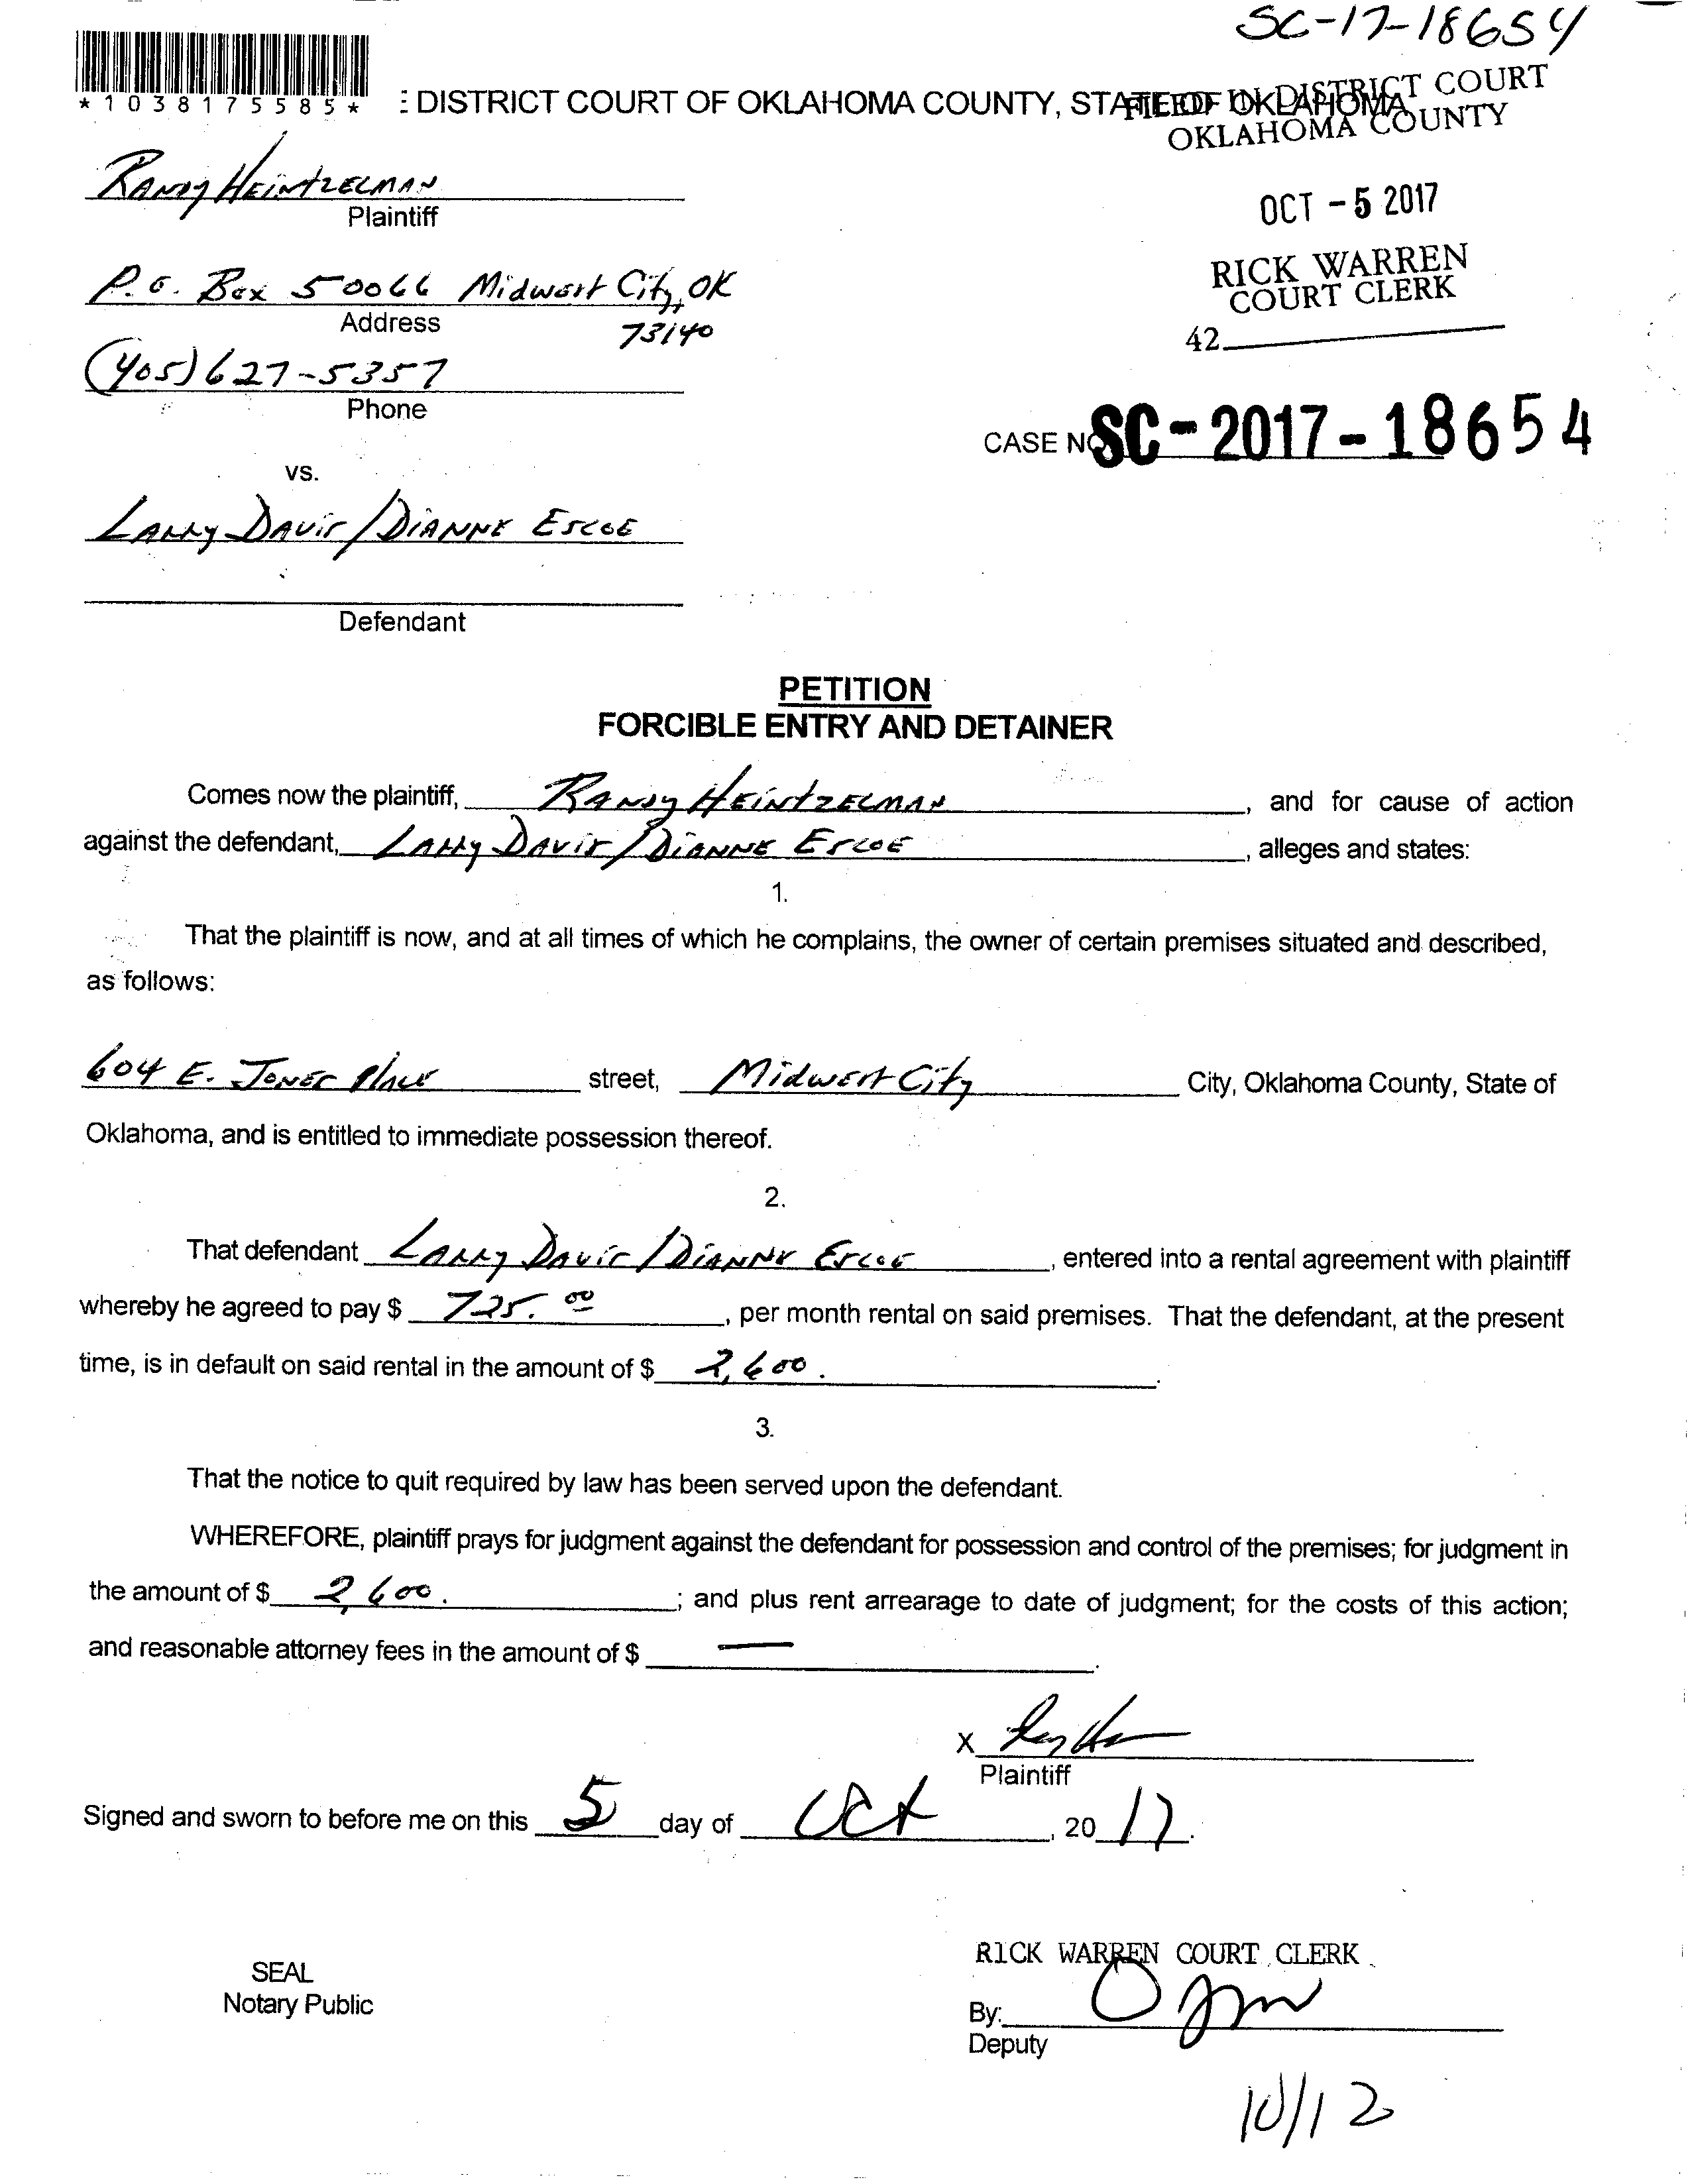 SC-17-18654
*1038175585*
E DISTRICT COURT OF OKLAHOMA COUNTY, STATE OF OKLAHOMA
FILED IN DISTRICT COURT
OKLAHOMA COUNTY
OCT -5 2017
RICK WARREN
COURT CLERK
42
Randy Heintzelman
Plaintiff
P.O. Box 50066 Midwest City, OK
Address 73140
(405) 627-5357
Phone
CASE NO SC-2017-18654
vs.
Larry Davis/Dianne Escoe
Defendant
PETITION
FORCIBLE ENTRY AND DETAINER
Comes now the plaintiff, Randy Heintzelman, and for cause of action
against the defendant, Larry Davis/Dianne Escoe, alleges and states:
1.
That the plaintiff is now, and at all times of which he complains, the owner of certain premises situated and described,
as follows:
604 E. Jones Place street, Midwest City City, Oklahoma County, State of
Oklahoma, and is entitled to immediate possession thereof.
2.
That defendant Larry Davis/Dianne Escoe, entered into a rental agreement with plaintiff
whereby he agreed to pay $ 725.00, per month rental on said premises. That the defendant, at the present
time, is in default on said rental in the amount of $ 2,600.
3.
That the notice to quit required by law has been served upon the defendant.
WHEREFORE, plaintiff prays for judgment against the defendant for possession and control of the premises; for judgment in
the amount of $ 2,600.; and plus rent arrearage to date of judgment; for the costs of this action;
and reasonable attorney fees in the amount of $ —.
X
Plaintiff
Signed and sworn to before me on this 5 day of Oct, 2017.
RICK WARREN COURT CLERK
SEAL
Notary Public
By:
Deputy
10/12